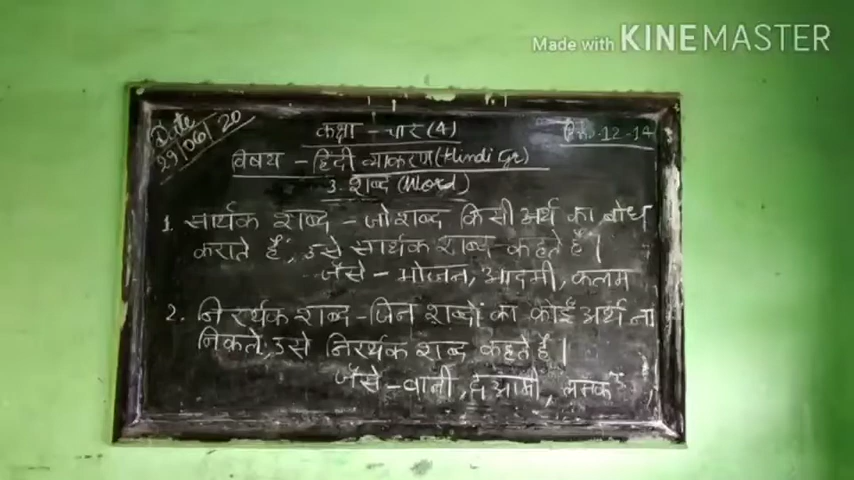 Made with KINEMASTER
Date
29/06/20
कक्षा - चार (4)
12-14
विषय - हिंदी व्याकरण (Hindi Gr)
3. शब्द (Word)
1. सार्थक शब्द - जो शब्द किसी अर्थ का बोध
कराते हैं, उसे सार्थक शब्द कहते हैं।
जैसे - भोजन, आदमी, कलम
2. निरर्थक शब्द - जिन शब्दों का कोई अर्थ ना
निकले, उसे निरर्थक शब्द कहते हैं।
जैसे - वानी,